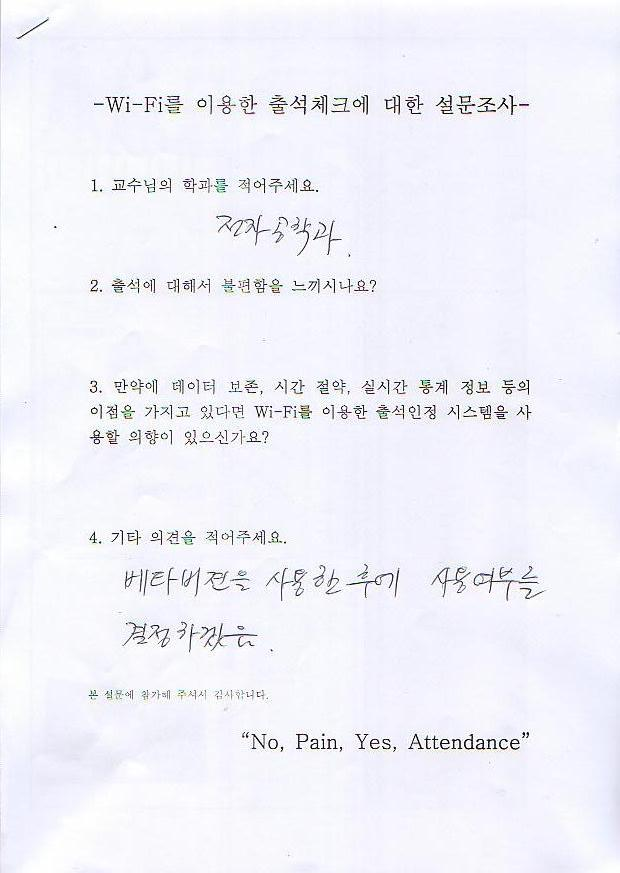 -Wi-Fi를 이용한 출석체크에 대한 설문조사-
1. 교수님의 학과를 적어주세요.
전자공학과.
2. 출석에 대해서 불편함을 느끼시나요?
3. 만약에 데이터 보존, 시간 절약, 실시간 통계 정보 등의
이점을 가지고 있다면 Wi-Fi를 이용한 출석인정 시스템을 사
용할 의향이 있으신가요?
4. 기타 의견을 적어주세요.
베타버젼을 사용한 후에 사용여부를
결정하겠음.
본 설문에 참가해 주셔서 감사합니다.
“No, Pain, Yes, Attendance”